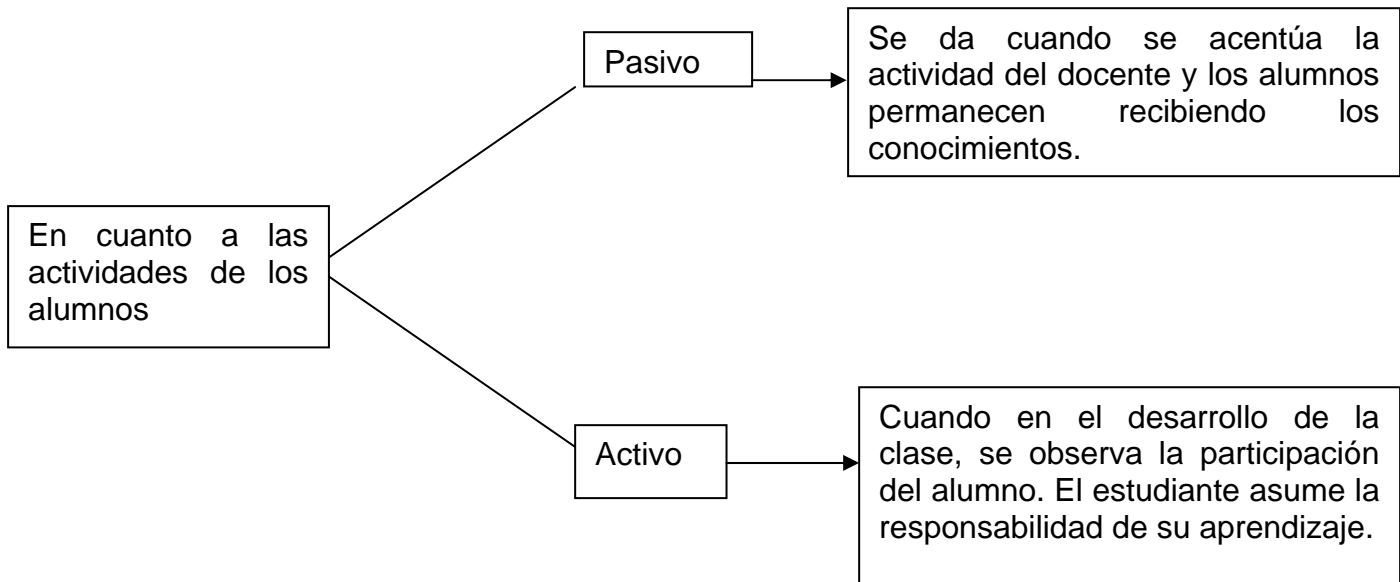 Pasivo
Se da cuando se acentúa la
actividad del docente y los alumnos
permanecen recibiendo los
conocimientos.
En cuanto a las
actividades de los
alumnos
Activo
Cuando en el desarrollo de la
clase, se observa la participación
del alumno. El estudiante asume la
responsabilidad de su aprendizaje.